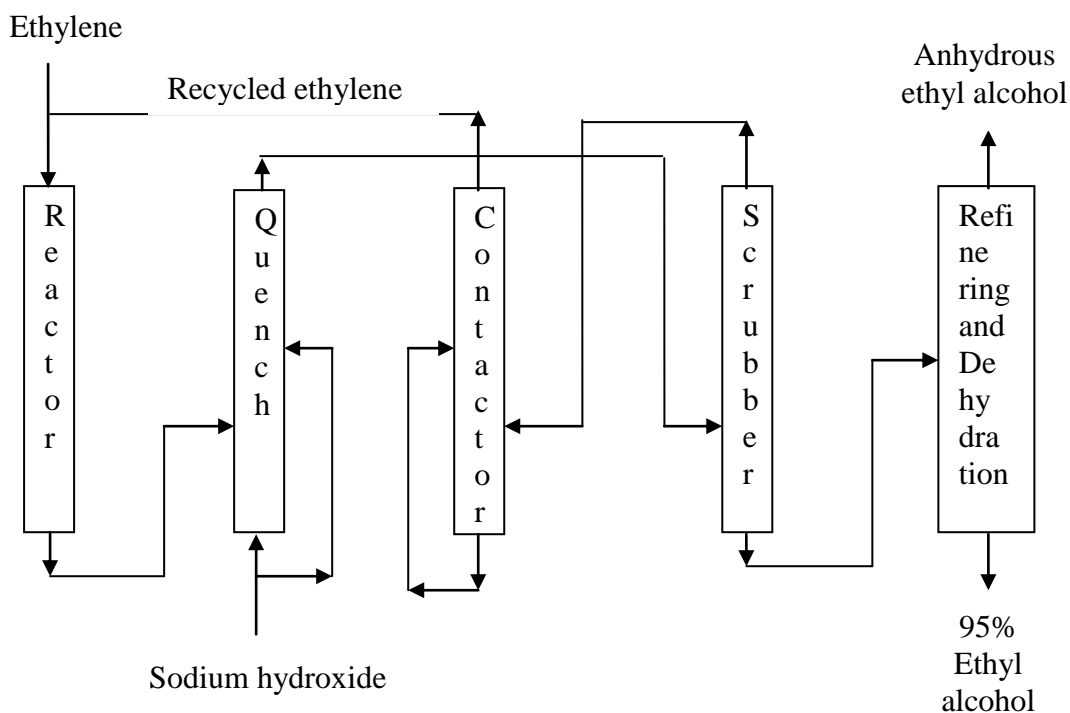 Ethylene
Recycled ethylene
Anhydrous
ethyl alcohol
R
e
a
c
t
o
r
Q
u
e
n
c
h
C
o
n
t
a
c
t
o
r
S
c
r
u
b
b
e
r
Refi
ne
ring
and
De
hy
dra
tion
Sodium hydroxide
95%
Ethyl
alcohol